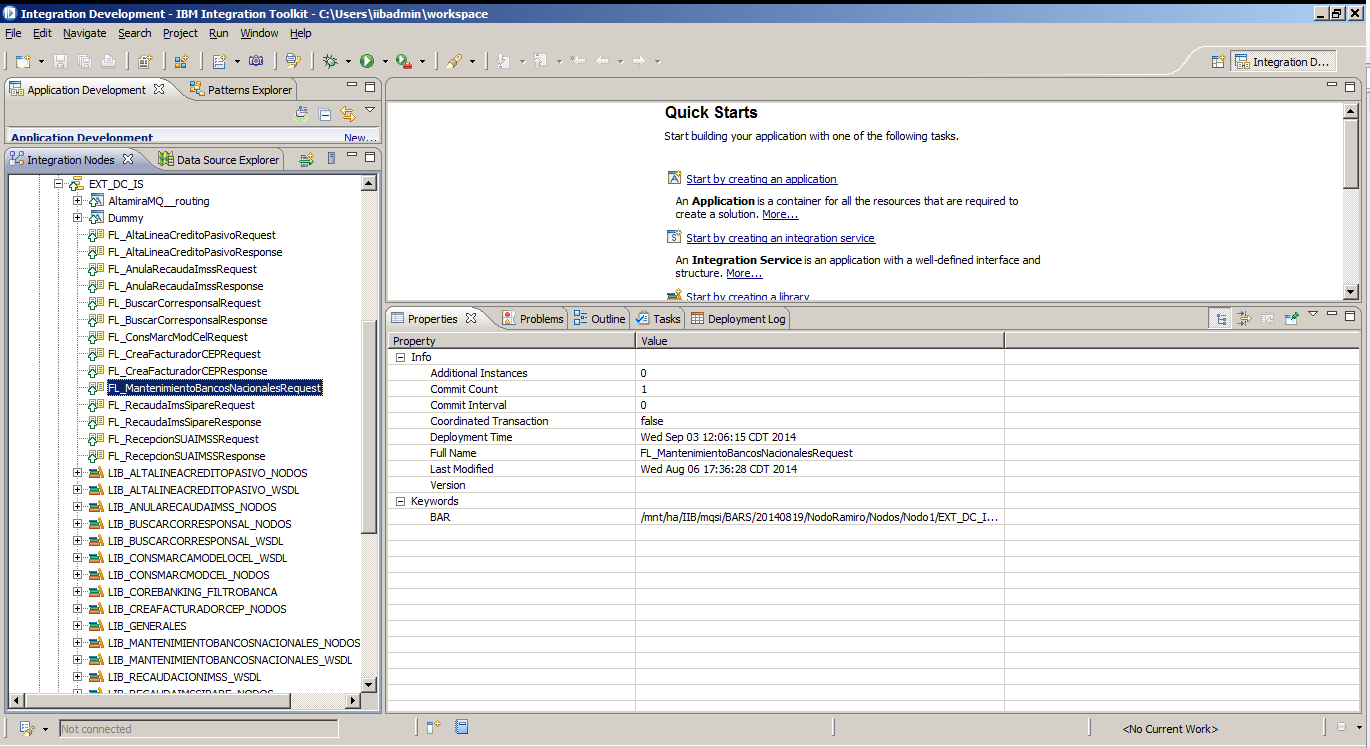 Integration Development - IBM Integration Toolkit - C:\Users\iibadmin\workspace
File Edit Navigate Search Project Run Window Help
Integration D...
Application Development Patterns Explorer
Application Development New...
Integration Nodes Data Source Explorer
EXT_DC_IS
AltamiraMQ__routing
Dummy
FL_AltaLineaCreditoPasivoRequest
FL_AltaLineaCreditoPasivoResponse
FL_AnulaRecaudaImssRequest
FL_AnulaRecaudaImssResponse
FL_BuscarCorresponsalRequest
FL_BuscarCorresponsalResponse
FL_ConsMarcModCelRequest
FL_CreaFacturadorCEPRequest
FL_CreaFacturadorCEPResponse
FL_MantenimientoBancosNacionalesRequest
FL_RecaudaImsSipareRequest
FL_RecaudaImsSipareResponse
FL_RecepcionSUAIMSSRequest
FL_RecepcionSUAIMSSResponse
LIB_ALTALINEACREDITOPASIVO_NODOS
LIB_ALTALINEACREDITOPASIVO_WSDL
LIB_ANULARECAUDAIMSS_NODOS
LIB_BUSCARCORRESPONSAL_NODOS
LIB_BUSCARCORRESPONSAL_WSDL
LIB_CONSMARCAMODELOCEL_WSDL
LIB_CONSMARCMODCEL_NODOS
LIB_COREBANKING_FILTROBANCA
LIB_CREAFACTURADORCEP_NODOS
LIB_GENERALES
LIB_MANTENIMIENTOBANCOSNACIONALES_NODOS
LIB_MANTENIMIENTOBANCOSNACIONALES_WSDL
LIB_RECAUDACIONIMSS_WSDL
LIB_RECAUDAIMSSIPARE_NODOS
Quick Starts
Start building your application with one of the following tasks.
Start by creating an application
An Application is a container for all the resources that are required to
create a solution. More...
Start by creating an integration service
An Integration Service is an application with a well-defined interface and
structure. More...
Start by creating a library
Properties Problems Outline Tasks Deployment Log
Property Value
Info
Additional Instances 0
Commit Count 1
Commit Interval 0
Coordinated Transaction false
Deployment Time Wed Sep 03 12:06:15 CDT 2014
Full Name FL_MantenimientoBancosNacionalesRequest
Last Modified Wed Aug 06 17:36:28 CDT 2014
Version
Keywords
BAR /mnt/ha/IIB/mqsi/BARS/20140819/NodoRamiro/Nodos/Nodo1/EXT_DC_I...
Not connected
<No Current Work>